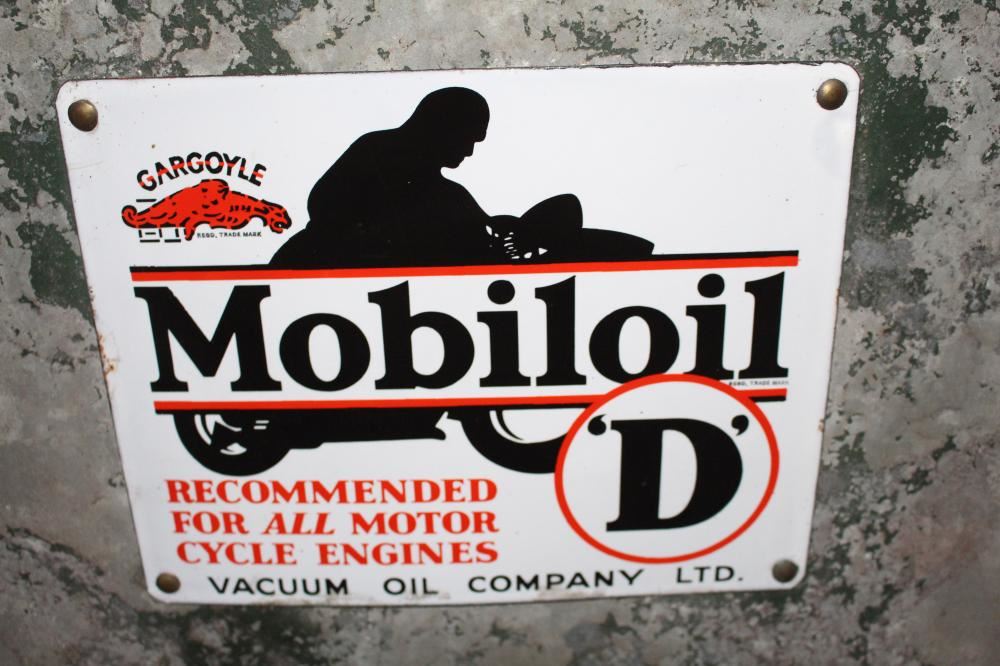 GARGOYLE
REGD. TRADE MARK
Mobiloil
REGD. TRADE MARK
'D'
RECOMMENDED
FOR ALL MOTOR
CYCLE ENGINES
VACUUM OIL COMPANY LTD.